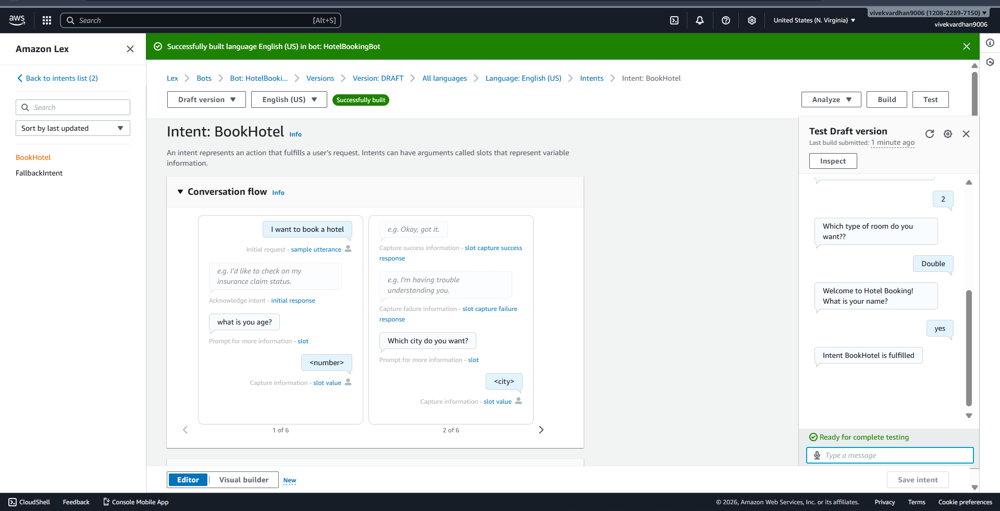 aws
Search
[Alt+S]
United States (N. Virginia)
vivekvardhan9006 (1208-2289-7150)
vivekvardhan9006
Amazon Lex
Back to intents list (2)
Search
Sort by last updated
BookHotel
FallbackIntent
Successfully built language English (US) in bot: HotelBookingBot
Lex
Bots
Bot: HotelBooki...
Versions
Version: DRAFT
All languages
Language: English (US)
Intents
Intent: BookHotel
Draft version
English (US)
Successfully built
Analyze
Build
Test
Intent: BookHotel Info
An intent represents an action that fulfills a user's request. Intents can have arguments called slots that represent variable
information.
Conversation flow Info
I want to book a hotel
Initial request - sample utterance
e.g. I'd like to check on my
insurance claim status.
Acknowledge intent - initial response
what is you age?
Prompt for more information - slot
<number>
Capture information - slot value
1 of 6
e.g. Okay, got it.
Capture success information - slot capture success
response
e.g. I'm having trouble
understanding you.
Capture failure information - slot capture failure
response
Which city do you want?
Prompt for more information - slot
<city>
Capture information - slot value
2 of 6
Test Draft version
Last build submitted: 1 minute ago
Inspect
2
Which type of room do you
want??
Double
Welcome to Hotel Booking!
What is your name?
yes
Intent BookHotel is fulfilled
Ready for complete testing
Type a message
Editor
Visual builder
New
Save intent
CloudShell
Feedback
Console Mobile App
© 2026, Amazon Web Services, Inc. or its affiliates.
Privacy
Terms
Cookie preferences